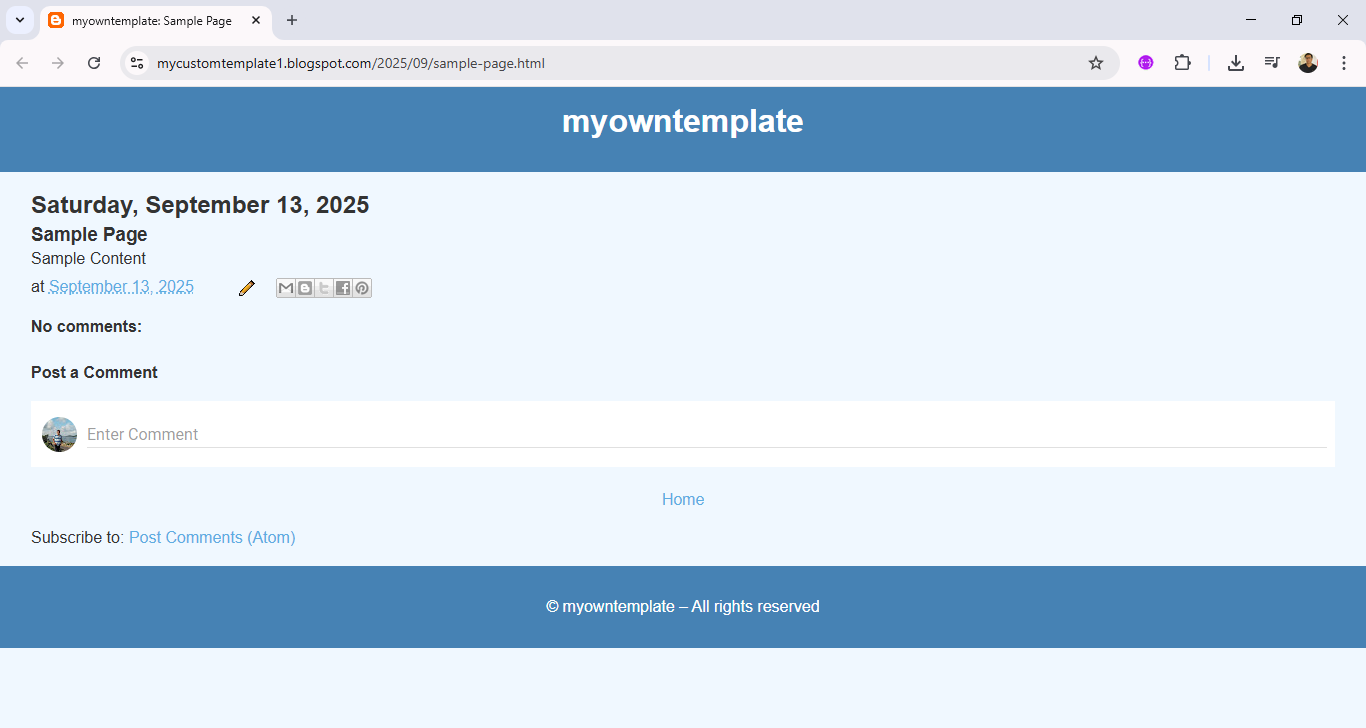 myowntemplate: Sample Page
mycustomtemplate1.blogspot.com/2025/09/sample-page.html
myowntemplate
Saturday, September 13, 2025
Sample Page
Sample Content
at September 13, 2025
No comments:
Post a Comment
Enter Comment
Home
Subscribe to: Post Comments (Atom)
© myowntemplate – All rights reserved